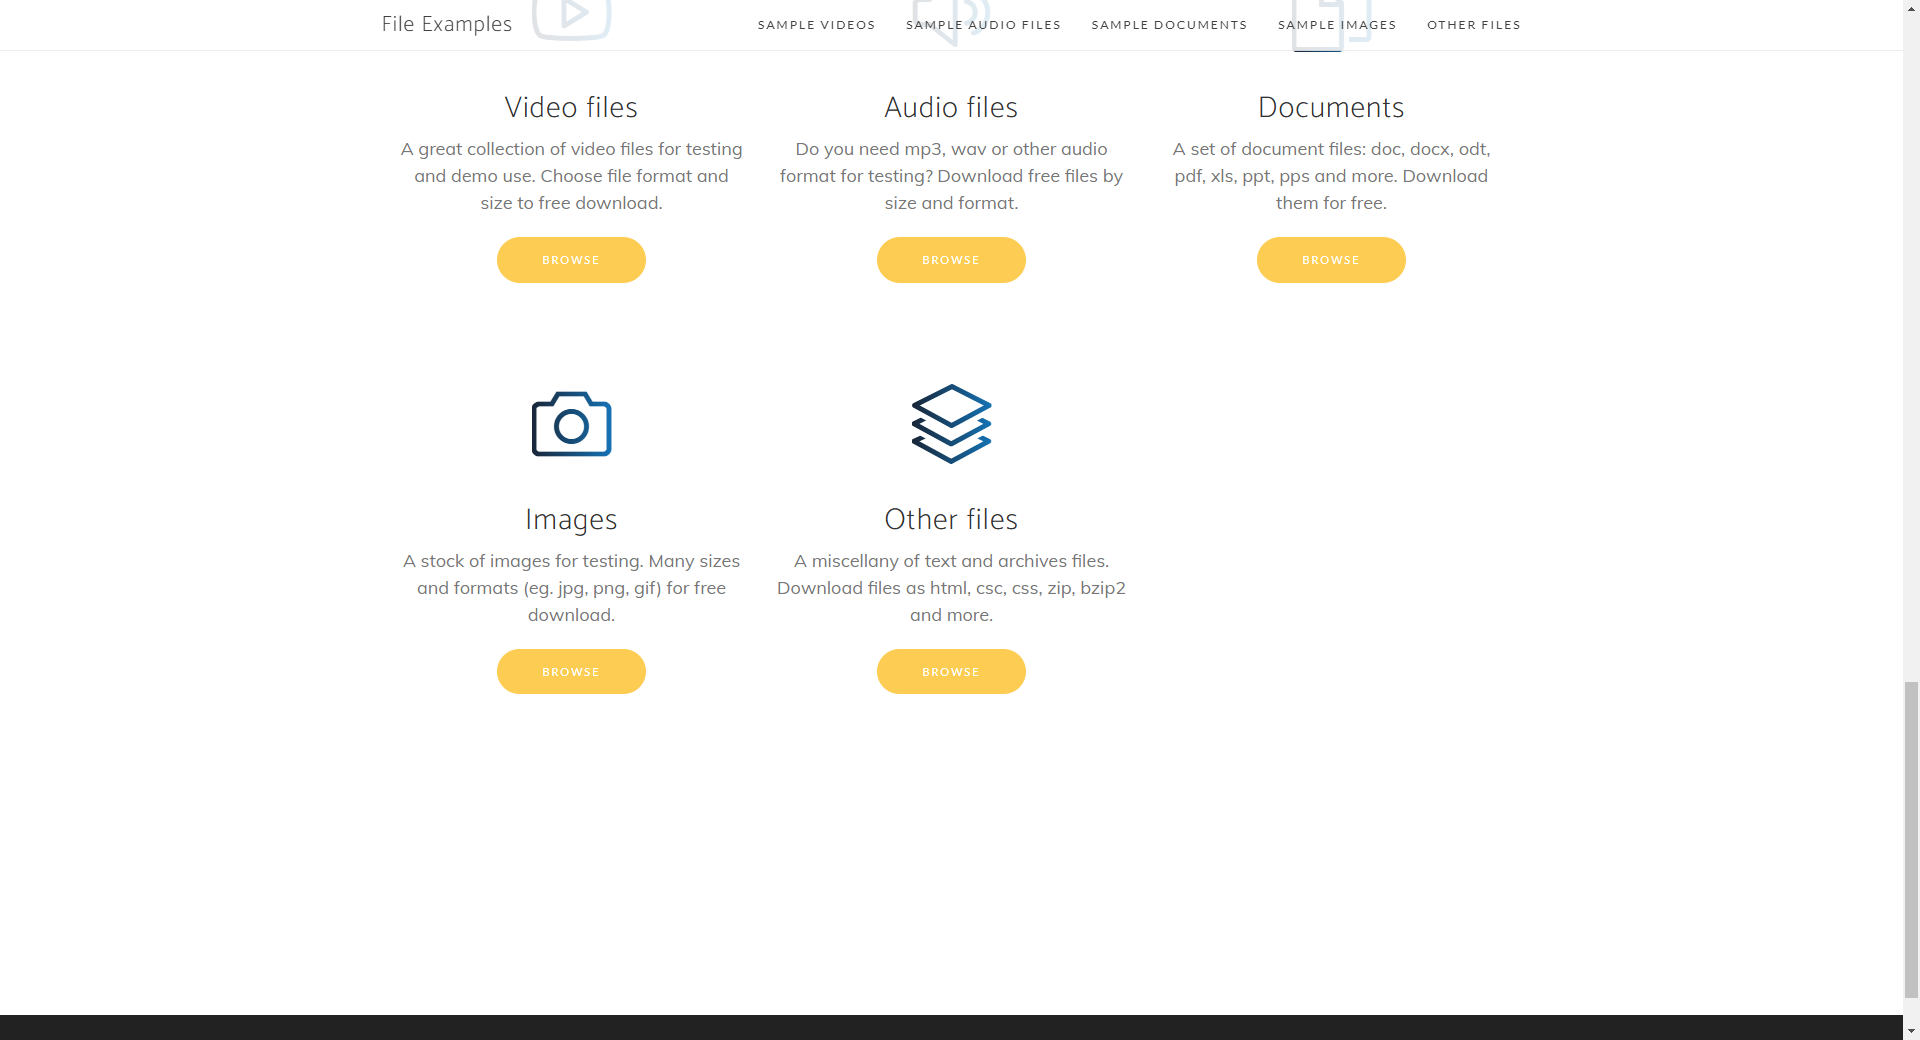 File Examples
SAMPLE VIDEOS
SAMPLE AUDIO FILES
SAMPLE DOCUMENTS
SAMPLE IMAGES
OTHER FILES
Video files
A great collection of video files for testing
and demo use. Choose file format and
size to free download.
BROWSE
Audio files
Do you need mp3, wav or other audio
format for testing? Download free files by
size and format.
BROWSE
Documents
A set of document files: doc, docx, odt,
pdf, xls, ppt, pps and more. Download
them for free.
BROWSE
Images
A stock of images for testing. Many sizes
and formats (eg. jpg, png, gif) for free
download.
BROWSE
Other files
A miscellany of text and archives files.
Download files as html, csc, css, zip, bzip2
and more.
BROWSE